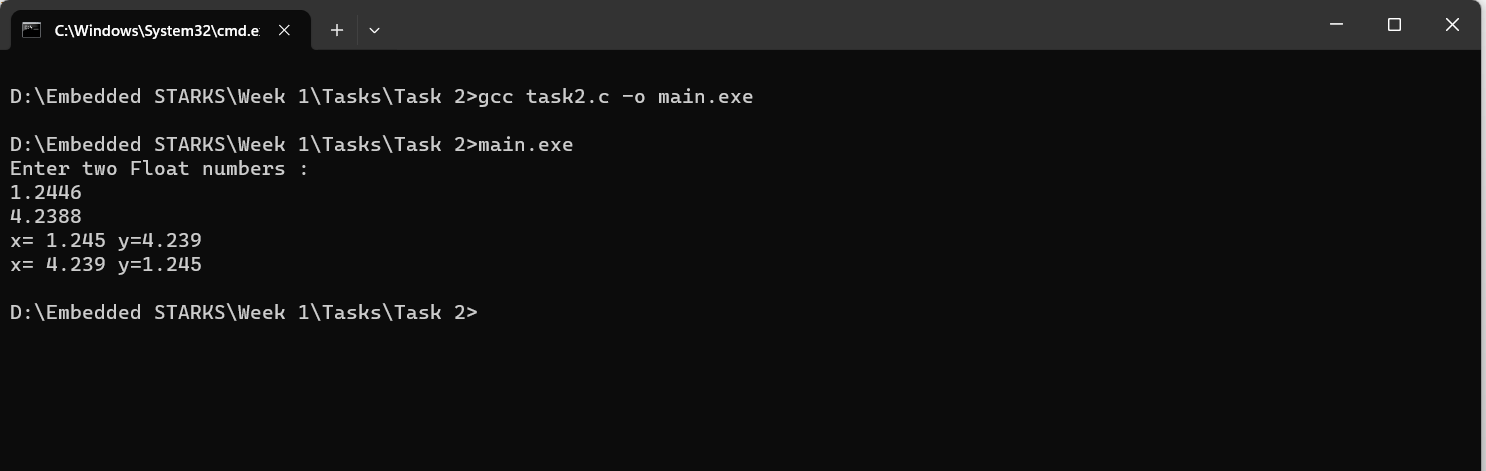 C:\Windows\System32\cmd.e
D:\Embedded STARKS\Week 1\Tasks\Task 2>gcc task2.c -o main.exe
D:\Embedded STARKS\Week 1\Tasks\Task 2>main.exe
Enter two Float numbers :
1.2446
4.2388
x= 1.245 y=4.239
x= 4.239 y=1.245
D:\Embedded STARKS\Week 1\Tasks\Task 2>